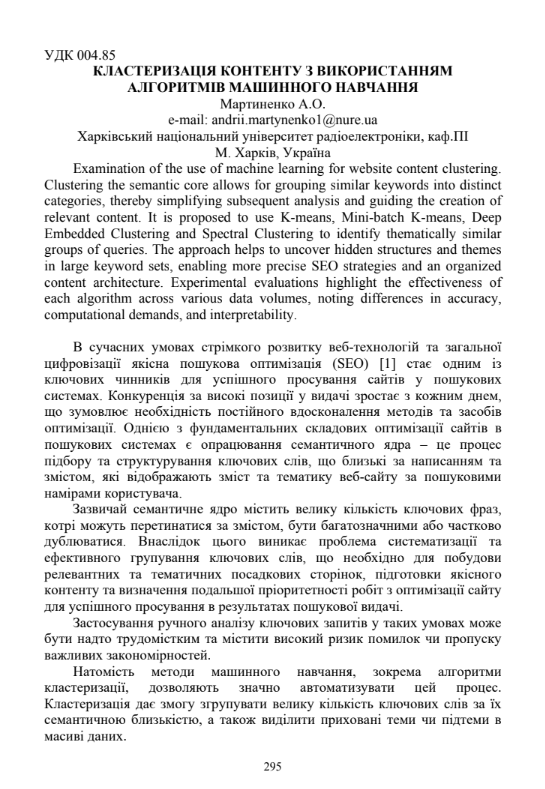 УДК 004.85
КЛАСТЕРИЗАЦІЯ КОНТЕНТУ З ВИКОРИСТАННЯМ
АЛГОРИТМІВ МАШИННОГО НАВЧАННЯ
Мартиненко А.О.
e-mail: andrii.martynenko1@nure.ua
Харківський національний університет радіоелектроніки, каф.ПІ
М. Харків, Україна
Examination of the use of machine learning for website content clustering.
Clustering the semantic core allows for grouping similar keywords into distinct
categories, thereby simplifying subsequent analysis and guiding the creation of
relevant content. It is proposed to use K-means, Mini-batch K-means, Deep
Embedded Clustering and Spectral Clustering to identify thematically similar
groups of queries. The approach helps to uncover hidden structures and themes
in large keyword sets, enabling more precise SEO strategies and an organized
content architecture. Experimental evaluations highlight the effectiveness of
each algorithm across various data volumes, noting differences in accuracy,
computational demands, and interpretability.
В сучасних умовах стрімкого розвитку веб-технологій та загальної
цифровізації якісна пошукова оптимізація (SEO) [1] стає одним із
ключових чинників для успішного просування сайтів у пошукових
системах. Конкуренція за високі позиції у видачі зростає з кожним днем,
що зумовлює необхідність постійного вдосконалення методів та засобів
оптимізації. Однією з фундаментальних складових оптимізації сайтів в
пошукових системах є опрацювання семантичного ядра – це процес
підбору та структурування ключових слів, що близькі за написанням та
змістом, які відображають зміст та тематику веб-сайту за пошуковими
намірами користувача.
Зазвичай семантичне ядро містить велику кількість ключових фраз,
котрі можуть перетинатися за змістом, бути багатозначними або частково
дублюватися. Внаслідок цього виникає проблема систематизації та
ефективного групування ключових слів, що необхідно для побудови
релевантних та тематичних посадкових сторінок, підготовки якісного
контенту та визначення подальшої пріоритетності робіт з оптимізації сайту
для успішного просування в результатах пошукової видачі.
Застосування ручного аналізу ключових запитів у таких умовах може
бути надто трудомістким та містити високий ризик помилок чи пропуску
важливих закономірностей.
Натомість методи машинного навчання, зокрема алгоритми
кластеризації, дозволяють значно автоматизувати цей процес.
Кластеризація дає змогу згрупувати велику кількість ключових слів за їх
семантичною близькістю, а також виділити приховані теми чи підтеми в
масиві даних.
295